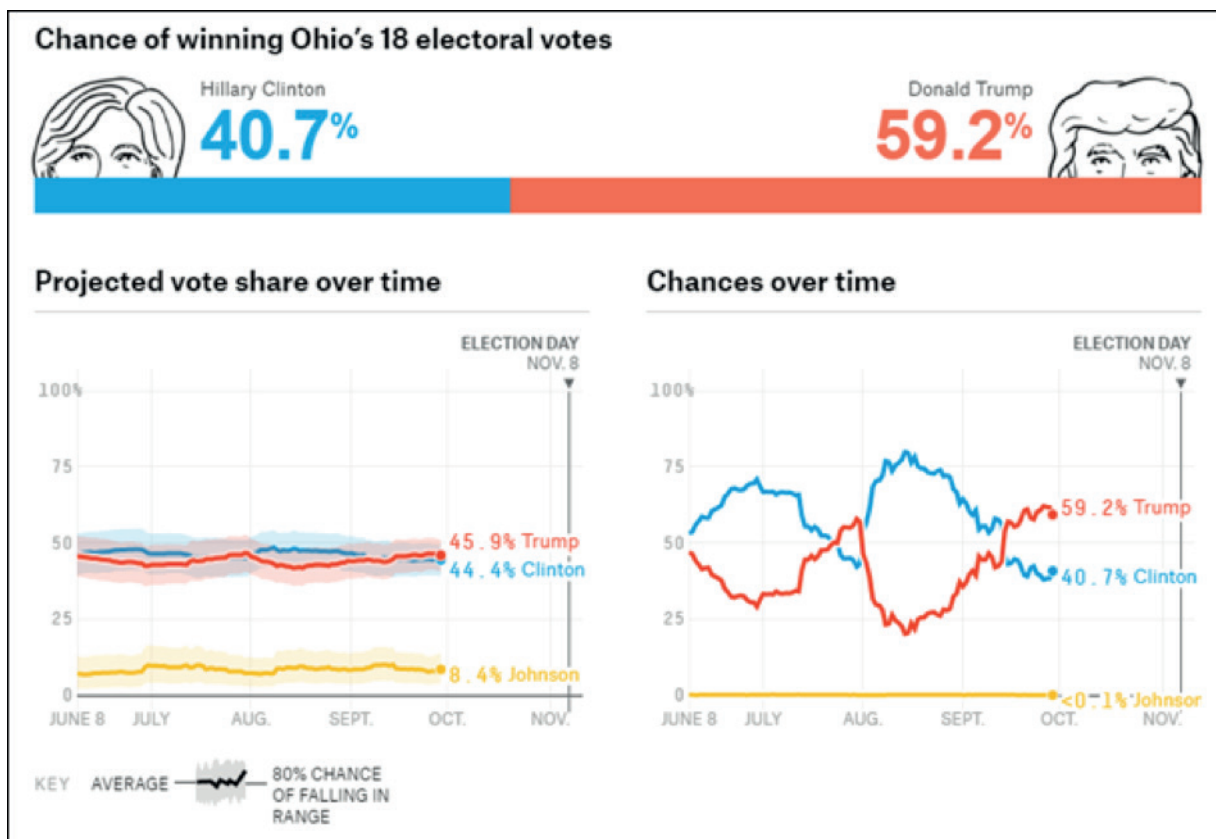 Chance of winning Ohio's 18 electoral votes
Hillary Clinton
40.7%
Donald Trump
59.2%
Projected vote share over time
ELECTION DAY
NOV. 8
100%
75
50
25
0
45.9% Trump
44.4% Clinton
8.4% Johnson
JUNE 8
JULY
AUG.
SEPT.
OCT.
NOV.
Chances over time
ELECTION DAY
NOV. 8
100%
75
50
25
0
59.2% Trump
40.7% Clinton
<0.1% Johnson
JUNE 8
JULY
AUG.
SEPT.
OCT.
NOV.
KEY
AVERAGE
80% CHANCE
OF FALLING IN
RANGE